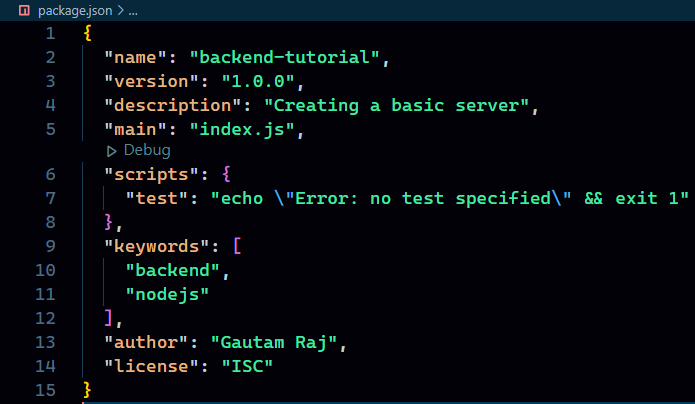 package.json > ...
1 {
2 "name": "backend-tutorial",
3 "version": "1.0.0",
4 "description": "Creating a basic server",
5 "main": "index.js",
Debug
6 "scripts": {
7 "test": "echo \"Error: no test specified\" && exit 1"
8 },
9 "keywords": [
10 "backend",
11 "nodejs"
12 ],
13 "author": "Gautam Raj",
14 "license": "ISC"
15 }